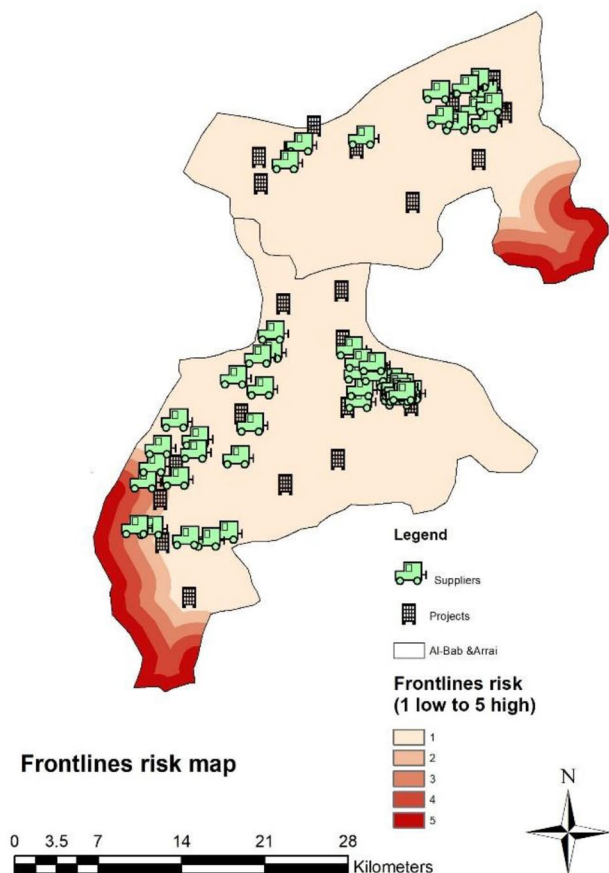 Legend
Suppliers
Projects
Al-Bab &Arrai
Frontlines risk
(1 low to 5 high)
1
2
3
4
5
Frontlines risk map
N
0 3.5 7 14 21 28
Kilometers